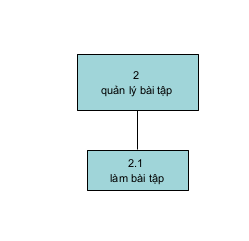 2
quản lý bài tập
2.1
làm bài tập